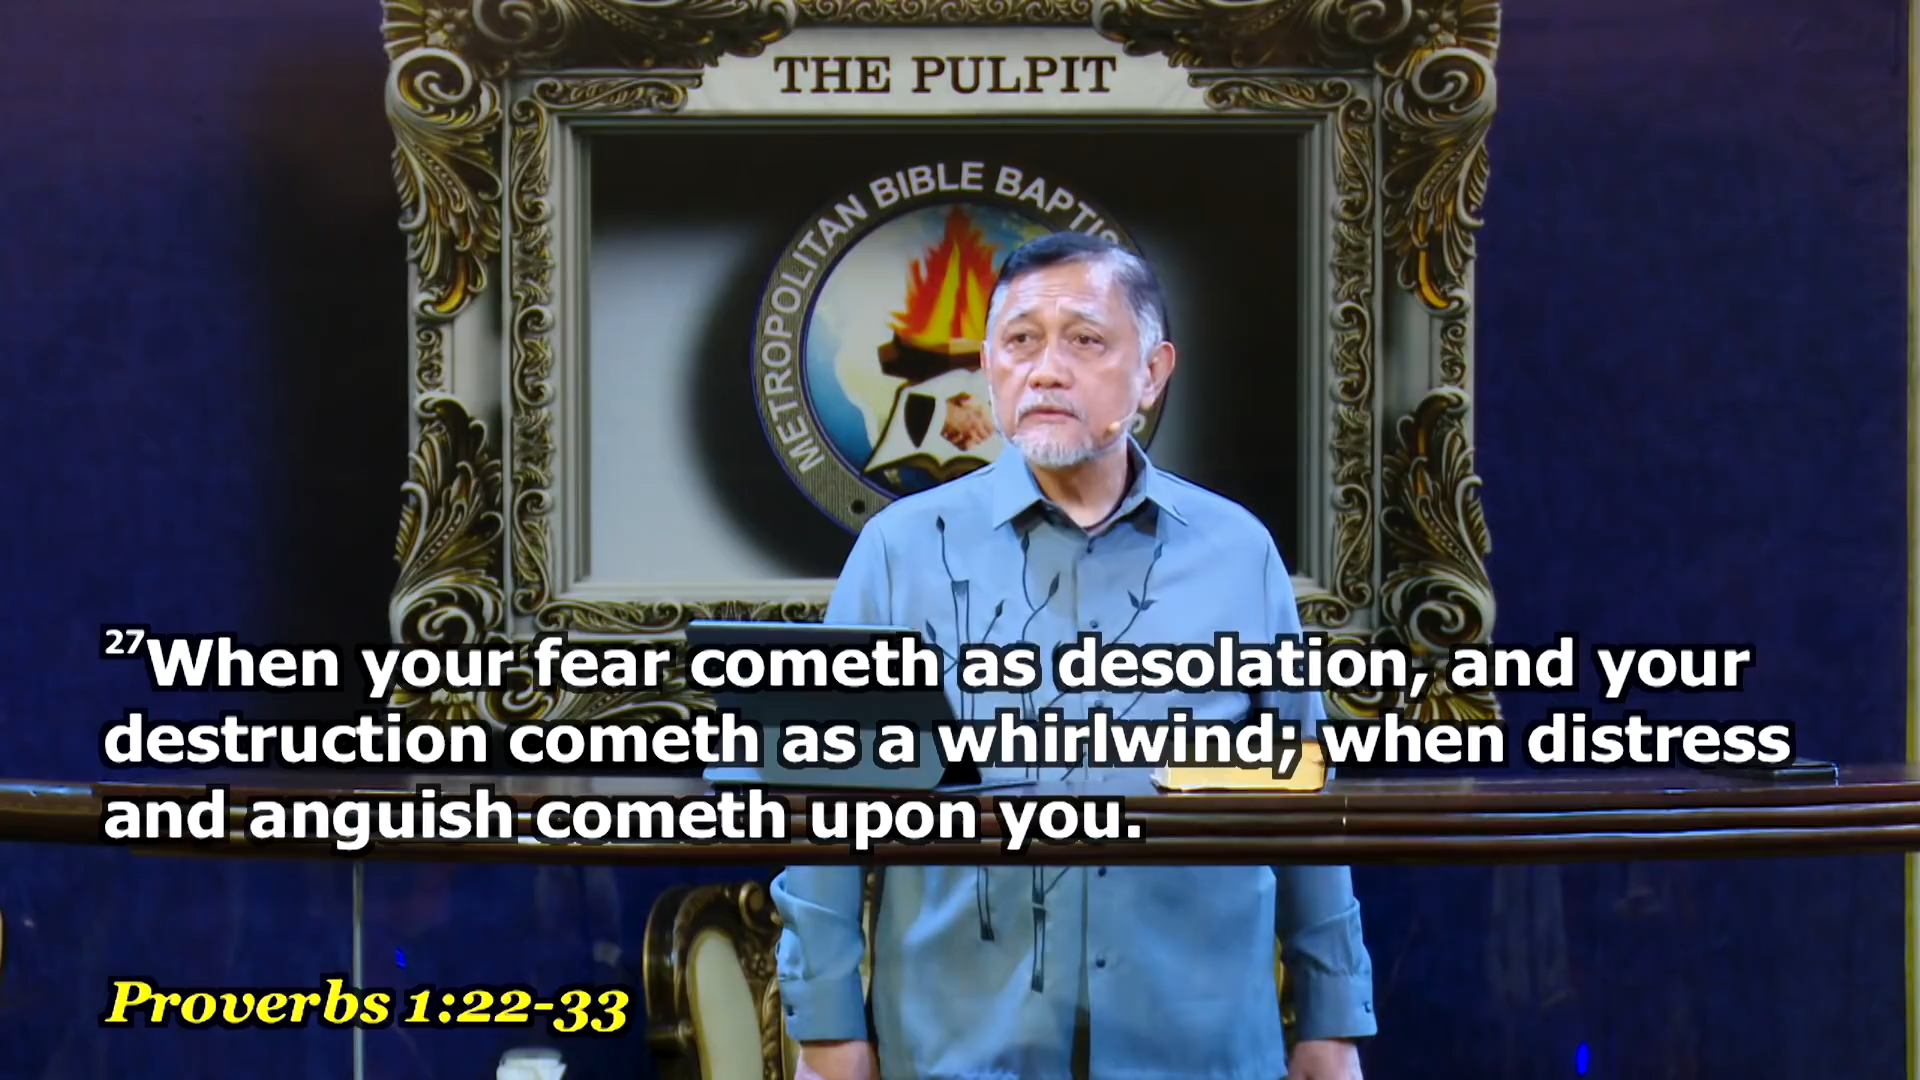 THE PULPIT
METROPOLITAN BIBLE BAPTIS
27When your fear cometh as desolation, and your
destruction cometh as a whirlwind; when distress
and anguish cometh upon you.
Proverbs 1:22-33